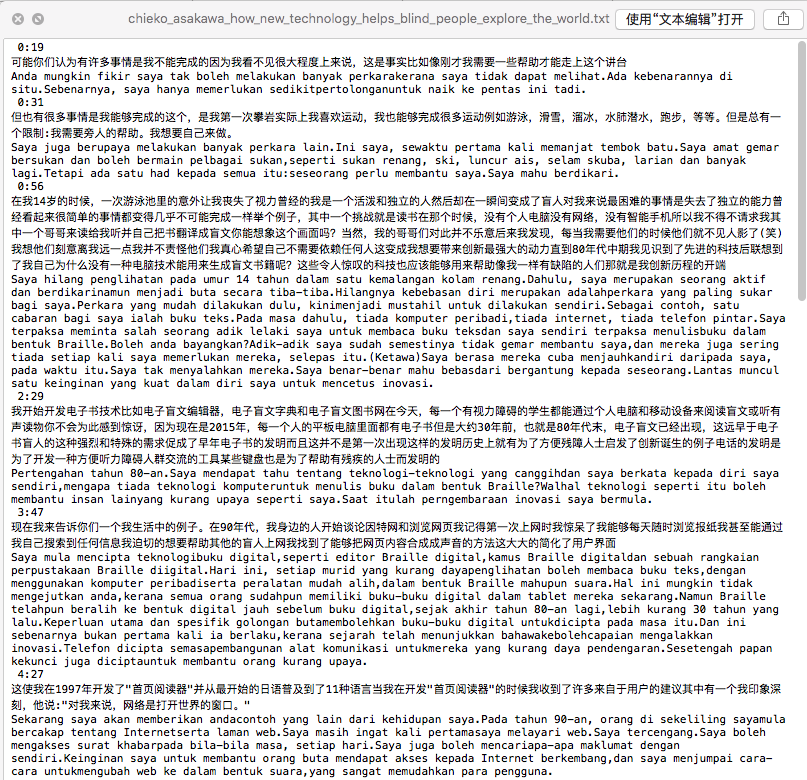 chieko_asakawa_how_new_technology_helps_blind_people_explore_the_world.txt
使用“文本编辑”打开
0:19
可能你们认为有许多事情是我不能完成的因为我看不见很大程度上来说，这是事实比如像刚才我需要一些帮助才能走上这个讲台
Anda mungkin fikir saya tak boleh melakukan banyak perkarakerana saya tidak dapat melihat.Ada kebenarannya di
situ.Sebenarnya, saya hanya memerlukan sedikitpertolonganuntuk naik ke pentas ini tadi.
0:31
但也有很多事情是我能够完成的这个，是我第一次攀岩实际上我喜欢运动，我也能够完成很多运动例如游泳，滑雪，溜冰，水肺潜水，跑步，等等。但是总有一
个限制:我需要旁人的帮助。我想要自己来做。
Saya juga berupaya melakukan banyak perkara lain.Ini saya, sewaktu pertama kali memanjat tembok batu.Saya amat gemar
bersukan dan boleh bermain pelbagai sukan,seperti sukan renang, ski, luncur ais, selam skuba, larian dan banyak
lagi.Tetapi ada satu had kepada semua itu:seseorang perlu membantu saya.Saya mahu berdikari.
0:56
在我14岁的时候，一次游泳池里的意外让我丧失了视力曾经的我是一个活泼和独立的人然后却在一瞬间变成了盲人对我来说最困难的事情是失去了独立的能力曾
经看起来很简单的事情都变得几乎不可能完成一样举个例子，其中一个挑战就是读书在那个时候，没有个人电脑没有网络，没有智能手机所以我不得不请求我其
中一个哥哥来读给我听并自己把书翻译成盲文你能想象这个画面吗？当然，我的哥哥们对此并不乐意后来我发现，每当我需要他们的时候他们就不见人影了(笑)
我想他们刻意离我远一点我并不责怪他们我真心希望自己不需要依赖任何人这变成我想要带来创新最强大的动力直到80年代中期我见识到了先进的科技后联想到
了我自己为什么没有一种电脑技术能用来生成盲文书籍呢？这些令人惊叹的科技也应该能够用来帮助像我一样有缺陷的人们那就是我创新历程的开端
Saya hilang penglihatan pada umur 14 tahun dalam satu kemalangan kolam renang.Dahulu, saya merupakan seorang aktif
dan berdikarinamun menjadi buta secara tiba-tiba.Hilangnya kebebasan diri merupakan adalahperkara yang paling sukar
bagi saya.Perkara yang mudah dilakukan dulu, kinimenjadi mustahil untuk dilakukan sendiri.Sebagai contoh, satu
cabaran bagi saya ialah buku teks.Pada masa dahulu, tiada komputer peribadi,tiada internet, tiada telefon pintar.Saya
terpaksa meminta salah seorang adik lelaki saya untuk membaca buku teksdan saya sendiri terpaksa menulisbuku dalam
bentuk Braille.Boleh anda bayangkan?Adik-adik saya sudah semestinya tidak gemar membantu saya,dan mereka juga sering
tiada setiap kali saya memerlukan mereka, selepas itu.(Ketawa)Saya berasa mereka cuba menjauhkandiri daripada saya,
pada waktu itu.Saya tak menyalahkan mereka.Saya benar-benar mahu bebasdari bergantung kepada seseorang.Lantas muncul
satu keinginan yang kuat dalam diri saya untuk mencetus inovasi.
2:29
我开始开发电子书技术比如电子盲文编辑器，电子盲文字典和电子盲文图书网在今天，每一个有视力障碍的学生都能通过个人电脑和移动设备来阅读盲文或听有
声读物你不会为此感到惊讶，因为现在是2015年，每一个人的平板电脑里面都有电子书但是大约30年前，也就是80年代末，电子盲文已经出现，这远早于电子
书盲人的这种强烈和特殊的需求促成了早年电子书的发明而且这并不是第一次出现这样的发明历史上就有为了方便残障人士启发了创新诞生的例子电话的发明是
为了开发一种方便听力障碍人群交流的工具某些键盘也是为了帮助有残疾的人士而发明的
Pertengahan tahun 80-an.Saya mendapat tahu tentang teknologi-teknologi yang canggihdan saya berkata kepada diri saya
sendiri,mengapa tiada teknologi komputeruntuk menulis buku dalam bentuk Braille?Walhal teknologi seperti itu boleh
membantu insan lainyang kurang upaya seperti saya.Saat itulah perngembaraan inovasi saya bermula.
3:47
现在我来告诉你们一个我生活中的例子。在90年代，我身边的人开始谈论因特网和浏览网页我记得第一次上网时我惊呆了我能够每天随时浏览报纸我甚至能通过
我自己搜索到任何信息我迫切的想要帮助其他的盲人上网我找到了能够把网页内容合成成声音的方法这大大的简化了用户界面
Saya mula mencipta teknologibuku digital,seperti editor Braille digital,kamus Braille digitaldan sebuah rangkaian
perpustakaan Braille diigital.Hari ini, setiap murid yang kurang dayapenglihatan boleh membaca buku teks,dengan
menggunakan komputer peribadiserta peralatan mudah alih,dalam bentuk Braille mahupun suara.Hal ini mungkin tidak
mengejutkan anda,kerana semua orang sudahpun memiliki buku-buku digital dalam tablet mereka sekarang.Namun Braille
telahpun beralih ke bentuk digital jauh sebelum buku digital,sejak akhir tahun 80-an lagi,lebih kurang 30 tahun yang
lalu.Keperluan utama dan spesifik golongan butamembolehkan buku-buku digital untukdicipta pada masa itu.Dan ini
sebenarnya bukan pertama kali ia berlaku,kerana sejarah telah menunjukkan bahawakebolehcapaian mengalakkan
inovasi.Telefon dicipta semasapembangunan alat komunikasi untukmereka yang kurang daya pendengaran.Sesetengah papan
kekunci juga diciptauntuk membantu orang kurang upaya.
4:27
这使我在1997年开发了"首页阅读器"并从最开始的日语普及到了11种语言当我在开发"首页阅读器"的时候我收到了许多来自于用户的建议其中有一个我印象深
刻，他说:"对我来说，网络是打开世界的窗口。"
Sekarang saya akan memberikan andacontoh yang lain dari kehidupan saya.Pada tahun 90-an, orang di sekeliling sayamula
bercakap tentang Internetserta laman web.Saya masih ingat kali pertamasaya melayari web.Saya tercengang.Saya boleh
mengakses surat khabarpada bila-bila masa, setiap hari.Saya juga boleh mencariapa-apa maklumat dengan
sendiri.Keinginan saya untuk membantu orang buta mendapat akses kepada Internet berkembang,dan saya menjumpai cara-
cara untukmengubah web ke dalam bentuk suara,yang sangat memudahkan para pengguna.